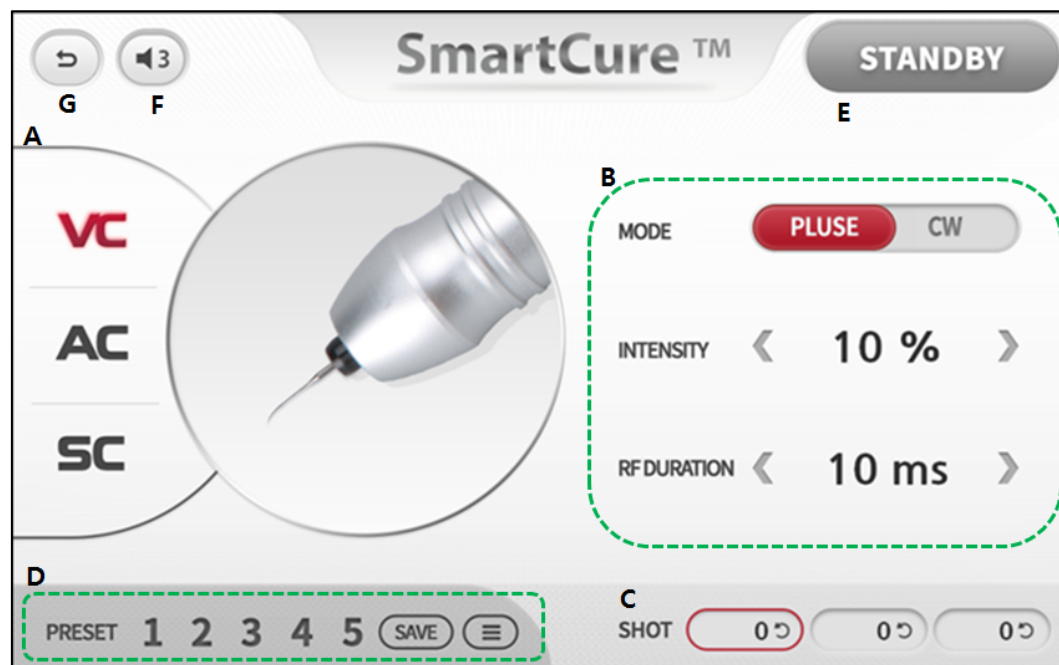 3
SmartCure ™
STANDBY
G
F
E
A
B
VC
AC
SC
MODE
PLUSE
CW
INTENSITY
10 %
RF DURATION
10 ms
D
PRESET 1 2 3 4 5 SAVE
C
SHOT 0 0 0